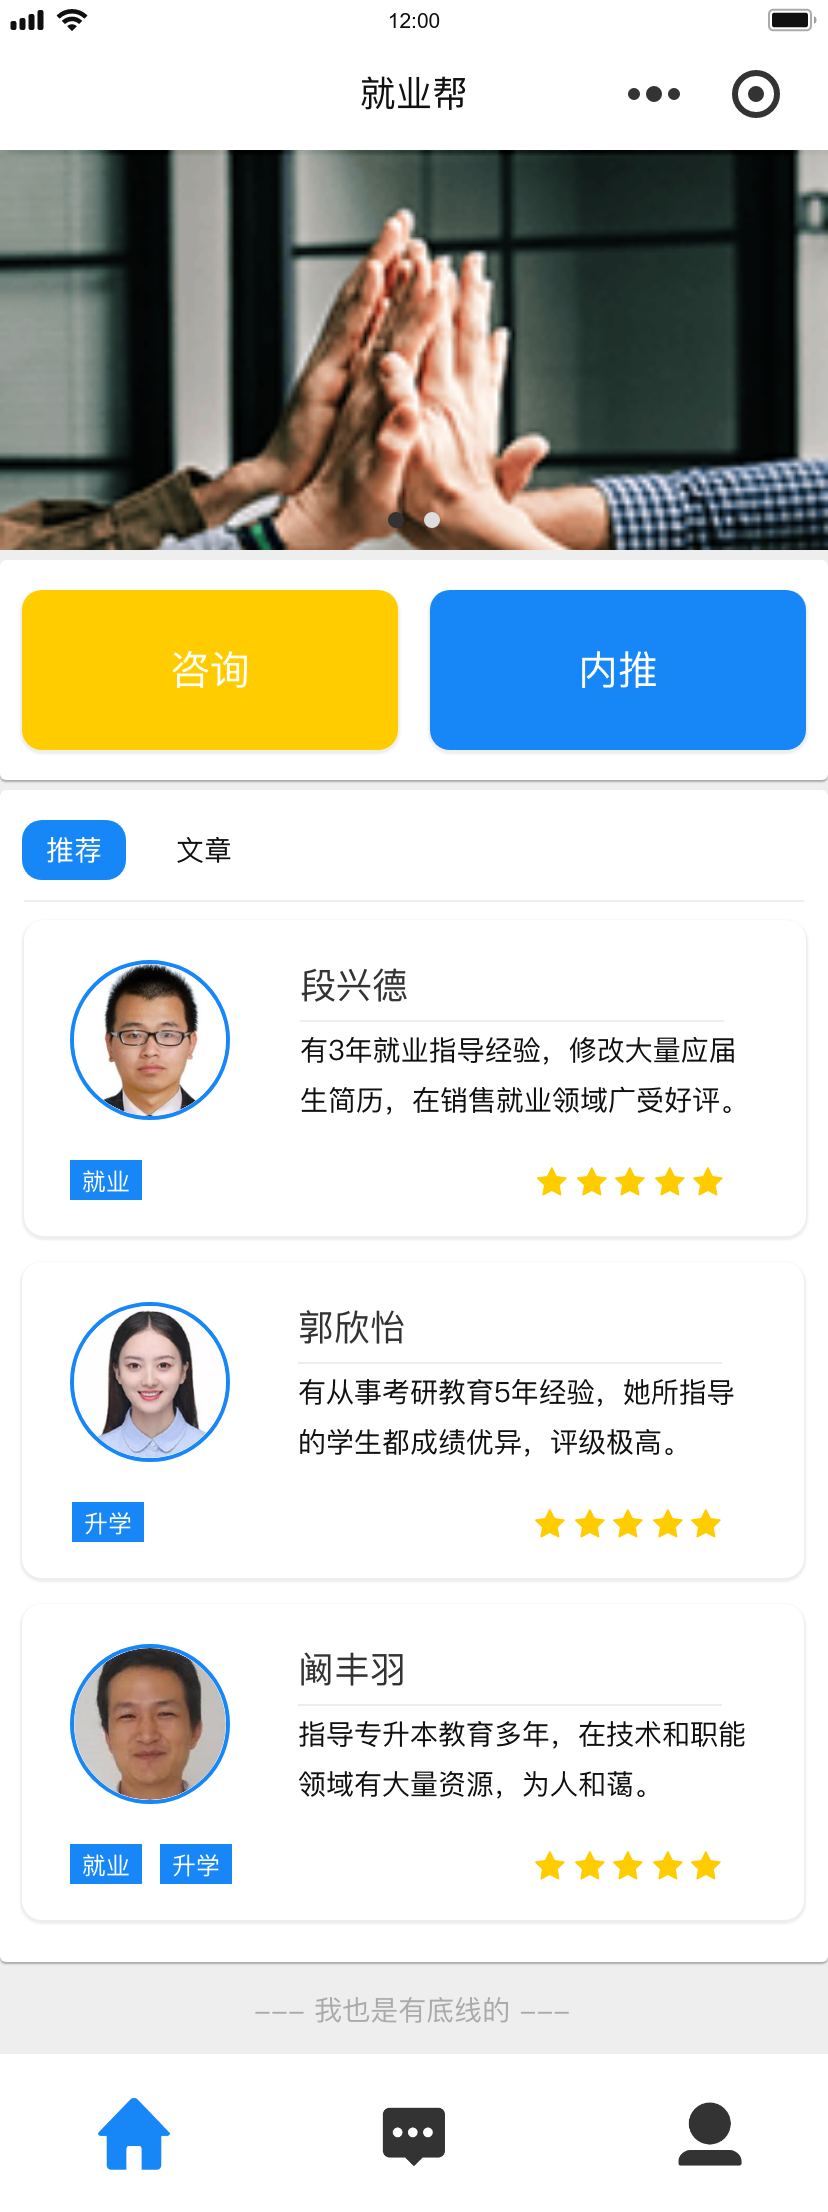 12:00
就业帮
咨询
内推
推荐
文章
段兴德
有3年就业指导经验，修改大量应届
生简历，在销售就业领域广受好评。
就业
郭欣怡
有从事考研教育5年经验，她所指导
的学生都成绩优异，评级极高。
升学
阚丰羽
指导专升本教育多年，在技术和职能
领域有大量资源，为人和蔼。
就业 升学
--- 我也是有底线的 ---